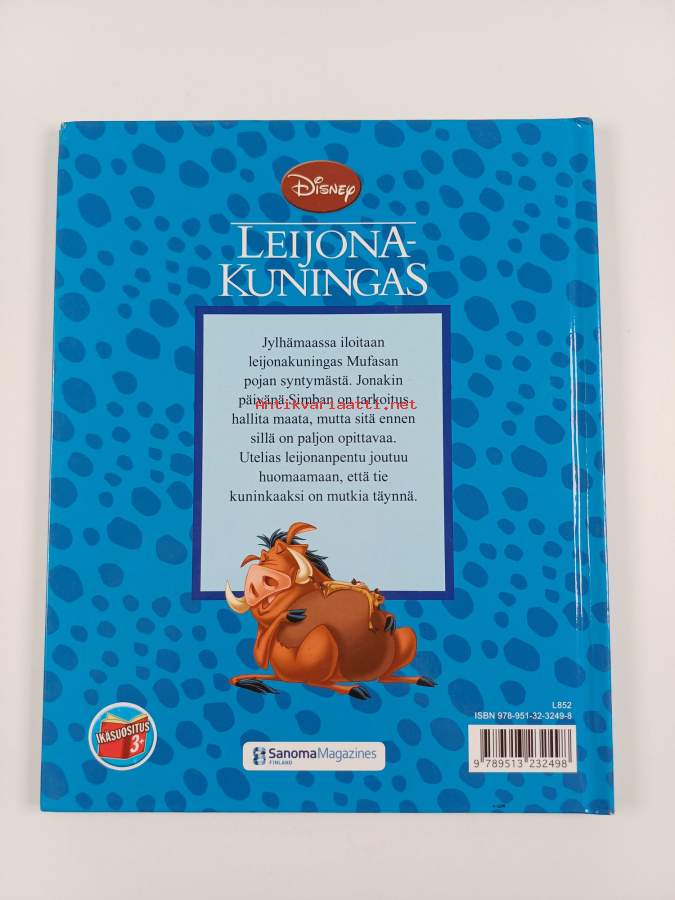 Disney
LEIJONA-
KUNINGAS
Jylhämaassa iloitaan
leijonakuningas Mufasan
pojan syntymästä. Jonakin
päivänä Simban on tarkoitus
Antikvariaatti.net
hallita maata, mutta sitä ennen
sillä on paljon opittavaa.
Utelias leijonanpentu joutuu
huomaamaan, että tie
kuninkaaksi on mutkia täynnä.
IKÄSUOSITUS
3+
SanomaMagazines
FINLAND
L852
ISBN 978-951-32-3249-8
9 789513 232498